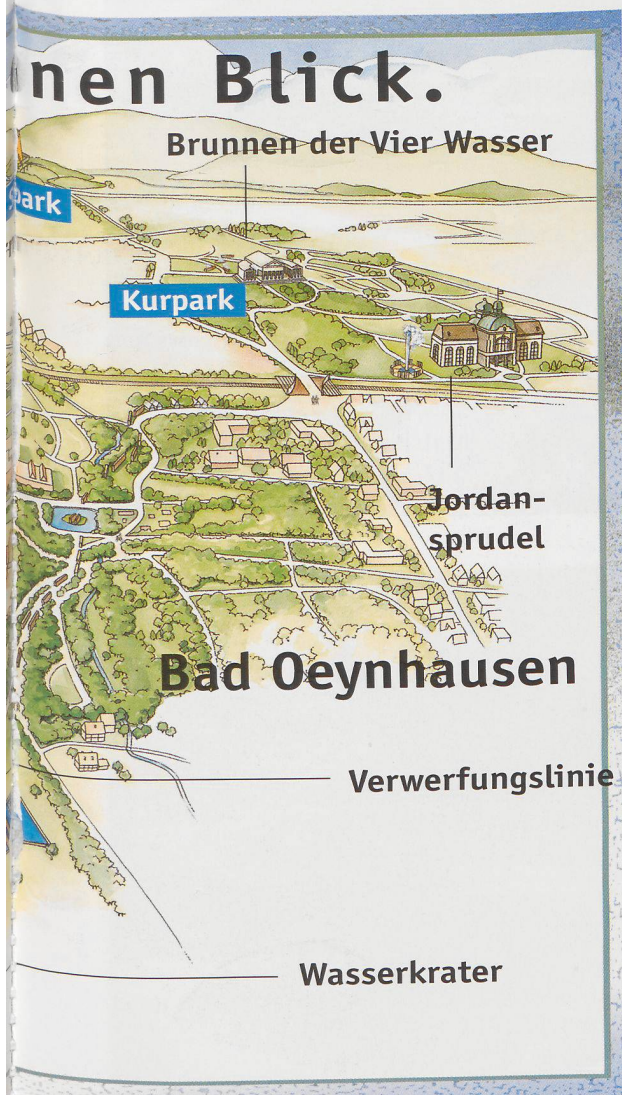 nen Blick.
Brunnen der Vier Wasser
park
Kurpark
Jordan-
sprudel
Bad Oeynhausen
Verwerfungslinie
Wasserkrater